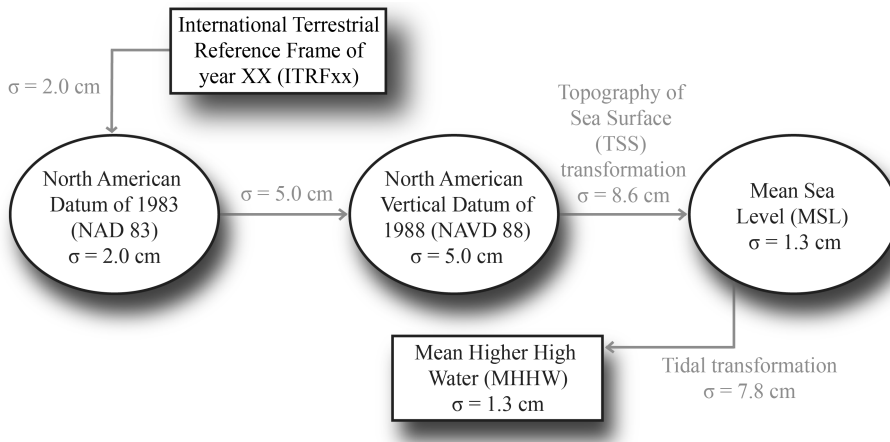 International Terrestrial
Reference Frame of
year XX (ITRFxx)
σ = 2.0 cm
North American
Datum of 1983
(NAD 83)
σ = 2.0 cm
σ = 5.0 cm
North American
Vertical Datum of
1988 (NAVD 88)
σ = 5.0 cm
Topography of
Sea Surface
(TSS)
transformation
σ = 8.6 cm
Mean Sea
Level (MSL)
σ = 1.3 cm
Tidal transformation
σ = 7.8 cm
Mean Higher High
Water (MHHW)
σ = 1.3 cm